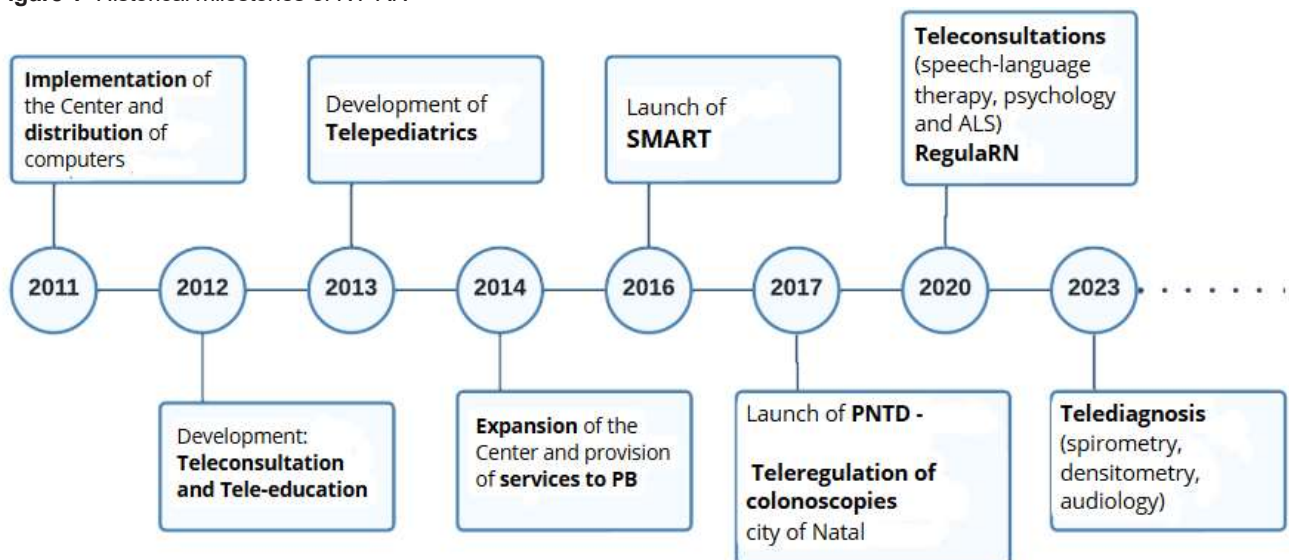 Implementation of
the Center and
distribution of
computers
Development of
Telepediatrics
Launch of
SMART
Teleconsultations
(speech-language
therapy, psychology
and ALS)
RegulaRN
2011
2012
2013
2014
2016
2017
2020
2023
Development:
Teleconsultation
and Tele-education
Expansion of the
Center and provision
of services to PB
Launch of PNTD -
Teleregulation of
colonoscopies
city of Natal
Telediagnosis
(spirometry,
densitometry,
audiology)